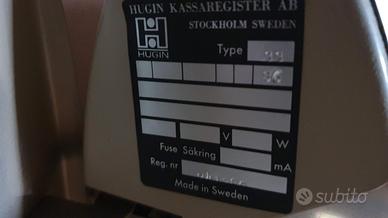 HUGIN KASSAREGISTER AB
STOCKHOLM SWEDEN
HUGIN
Type
V W
Fuse Säkring mA
Reg. nr
Made in Sweden
subito